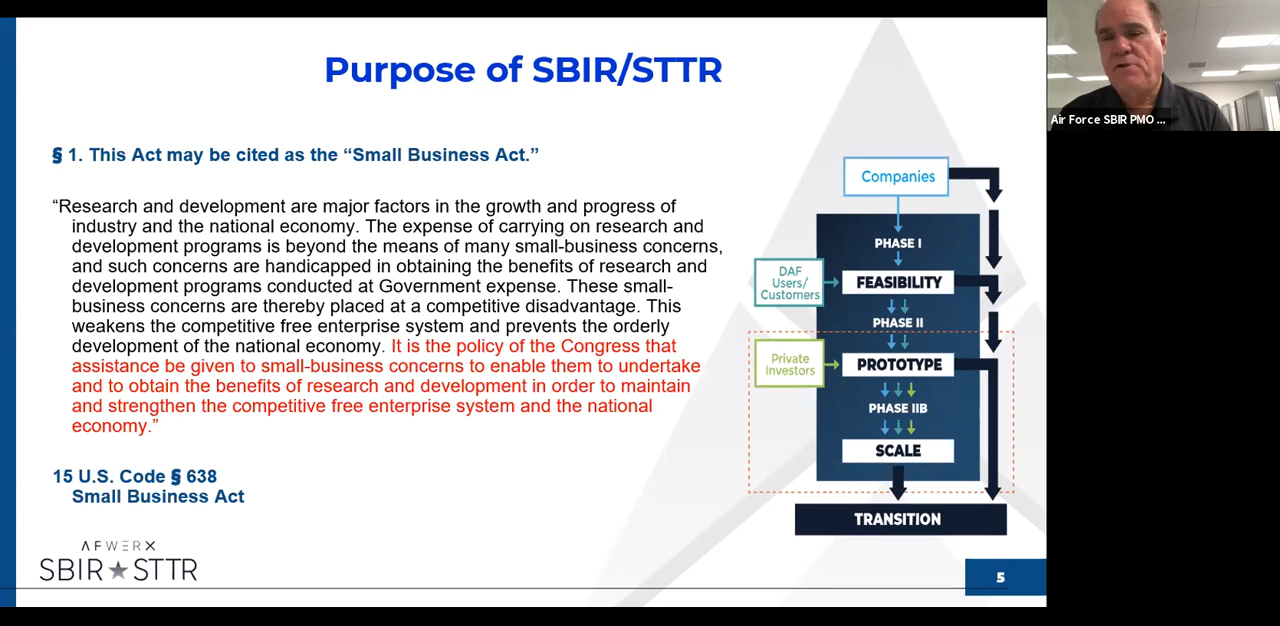 Purpose of SBIR/STTR
§ 1. This Act may be cited as the “Small Business Act.”
“Research and development are major factors in the growth and progress of
industry and the national economy. The expense of carrying on research and
development programs is beyond the means of many small-business concerns,
and such concerns are handicapped in obtaining the benefits of research and
development programs conducted at Government expense. These small-
business concerns are thereby placed at a competitive disadvantage. This
weakens the competitive free enterprise system and prevents the orderly
development of the national economy. It is the policy of the Congress that
assistance be given to small-business concerns to enable them to undertake
and to obtain the benefits of research and development in order to maintain
and strengthen the competitive free enterprise system and the national
economy.”
15 U.S. Code § 638
Small Business Act
AFWERX
SBIR★STTR
Companies
PHASE I
DAF
Users/
Customers
FEASIBILITY
PHASE II
Private
Investors
PROTOTYPE
PHASE IIB
SCALE
TRANSITION
5
Air Force SBIR PMO ...